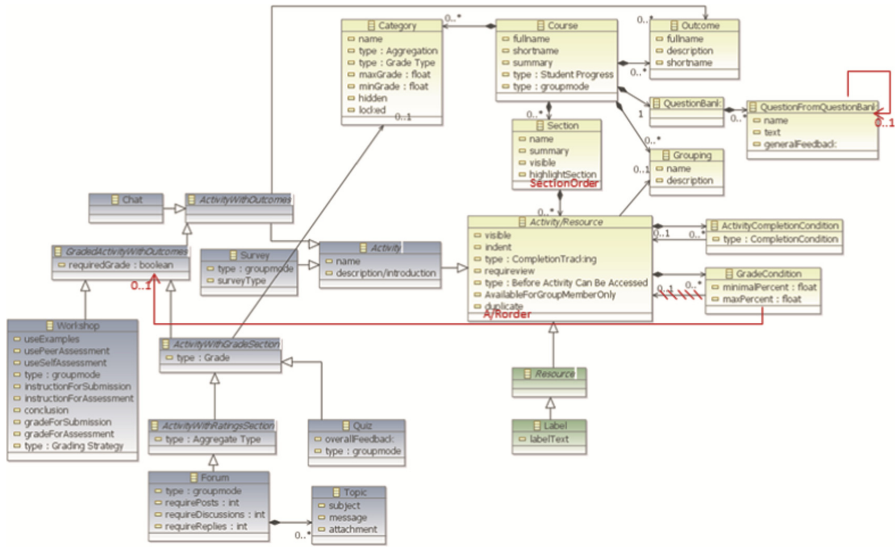 Category
name
type : Aggregation
type : Grade Type
maxGrade : float
minGrade : float
hidden
locked
0..1
0..*
Course
fullname
shortname
summary
type : Student Progress
type : groupmode
0..*
Outcome
fullname
description
shortname
0..*
QuestionBank
1
0..*
QuestionFromQuestionBank
name
text
generalFeedback
0..1
0..*
Section
name
summary
visible
highlightSection
SectionOrder
0..*
0..*
Grouping
name
description
0..1
Chat
ActivityWithOutcomes
GradedActivityWithOutcomes
requiredGrade : boolean
0..1
Survey
type : groupmode
surveyType
Activity
name
description/introduction
Activity/Resource
visible
indent
type : CompletionTracking
requireview
type : Before Activity Can Be Accessed
AvailableForGroupMemberOnly
duplicate
A/Rorder
0..1
0..*
ActivityCompletionCondition
type : CompletionCondition
0..1
0..*
GradeCondition
minimalPercent : float
maxPercent : float
Workshop
useExamples
usePeerAssessment
useSelfAssessment
type : groupmode
instructionForSubmission
instructionForAssessment
conclusion
gradeForSubmission
gradeForAssessment
type : Grading Strategy
ActivityWithGradeSection
type : Grade
Resource
Label
labelText
ActivityWithRatingsSection
type : Aggregate Type
Quiz
overallFeedback
type : groupmode
Forum
type : groupmode
requirePosts : int
requireDiscussions : int
requireReplies : int
0..*
Topic
subject
message
attachment